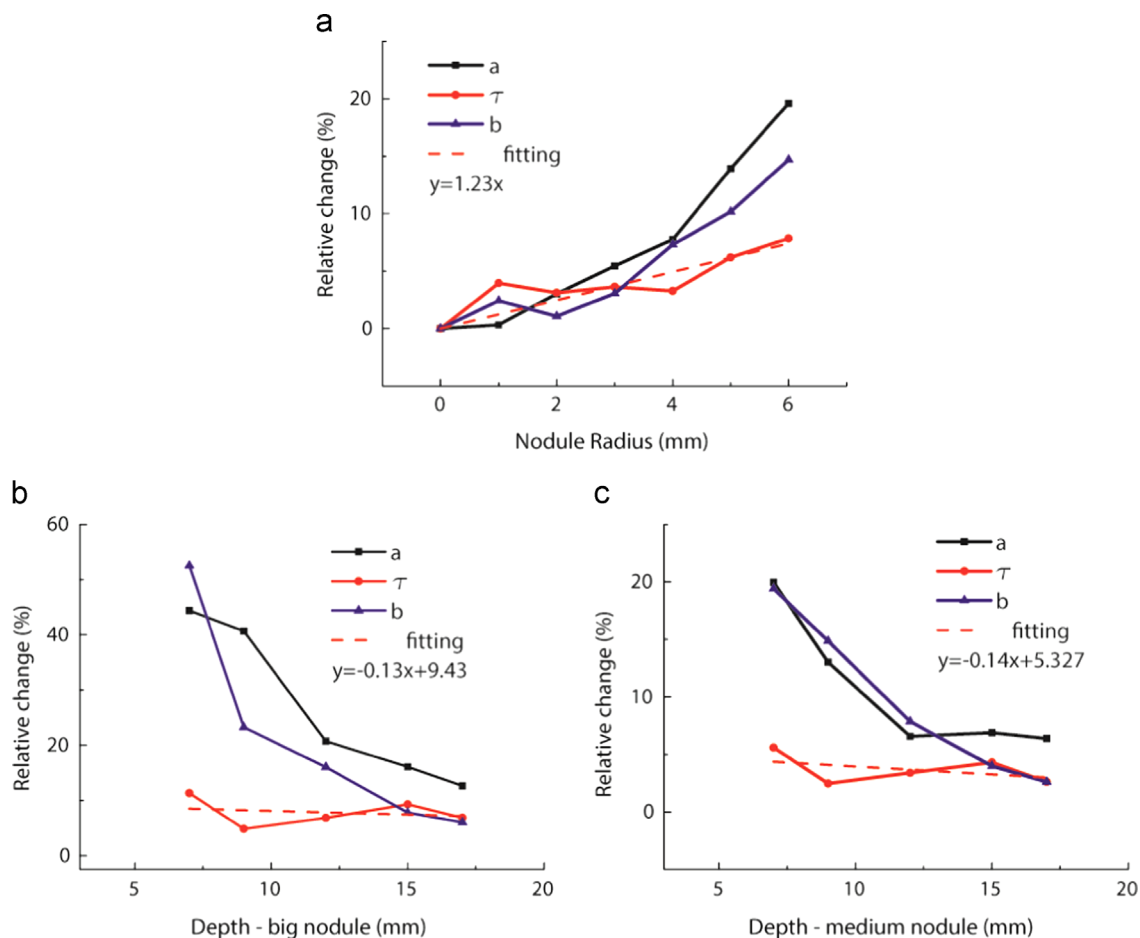 a
a
τ
b
fitting
y=1.23x
Relative change (%)
20
10
0
0 2 4 6
Nodule Radius (mm)
b
a
τ
b
fitting
y=-0.13x+9.43
Relative change (%)
60
40
20
0
5 10 15 20
Depth - big nodule (mm)
c
a
τ
b
fitting
y=-0.14x+5.327
Relative change (%)
20
10
0
5 10 15 20
Depth - medium nodule (mm)